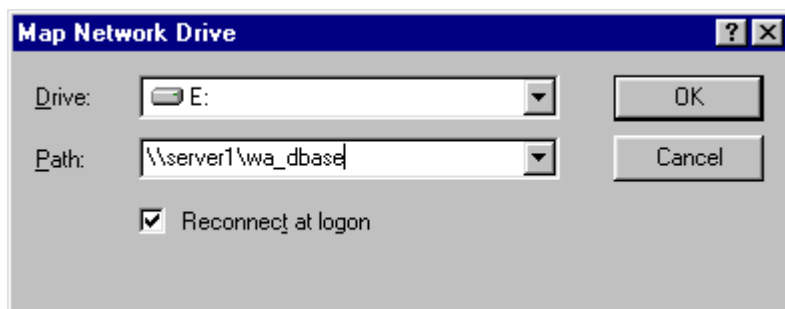 Map Network Drive
Drive: E: OK
Path: \\server1\wa_dbase Cancel
Reconnect at logon